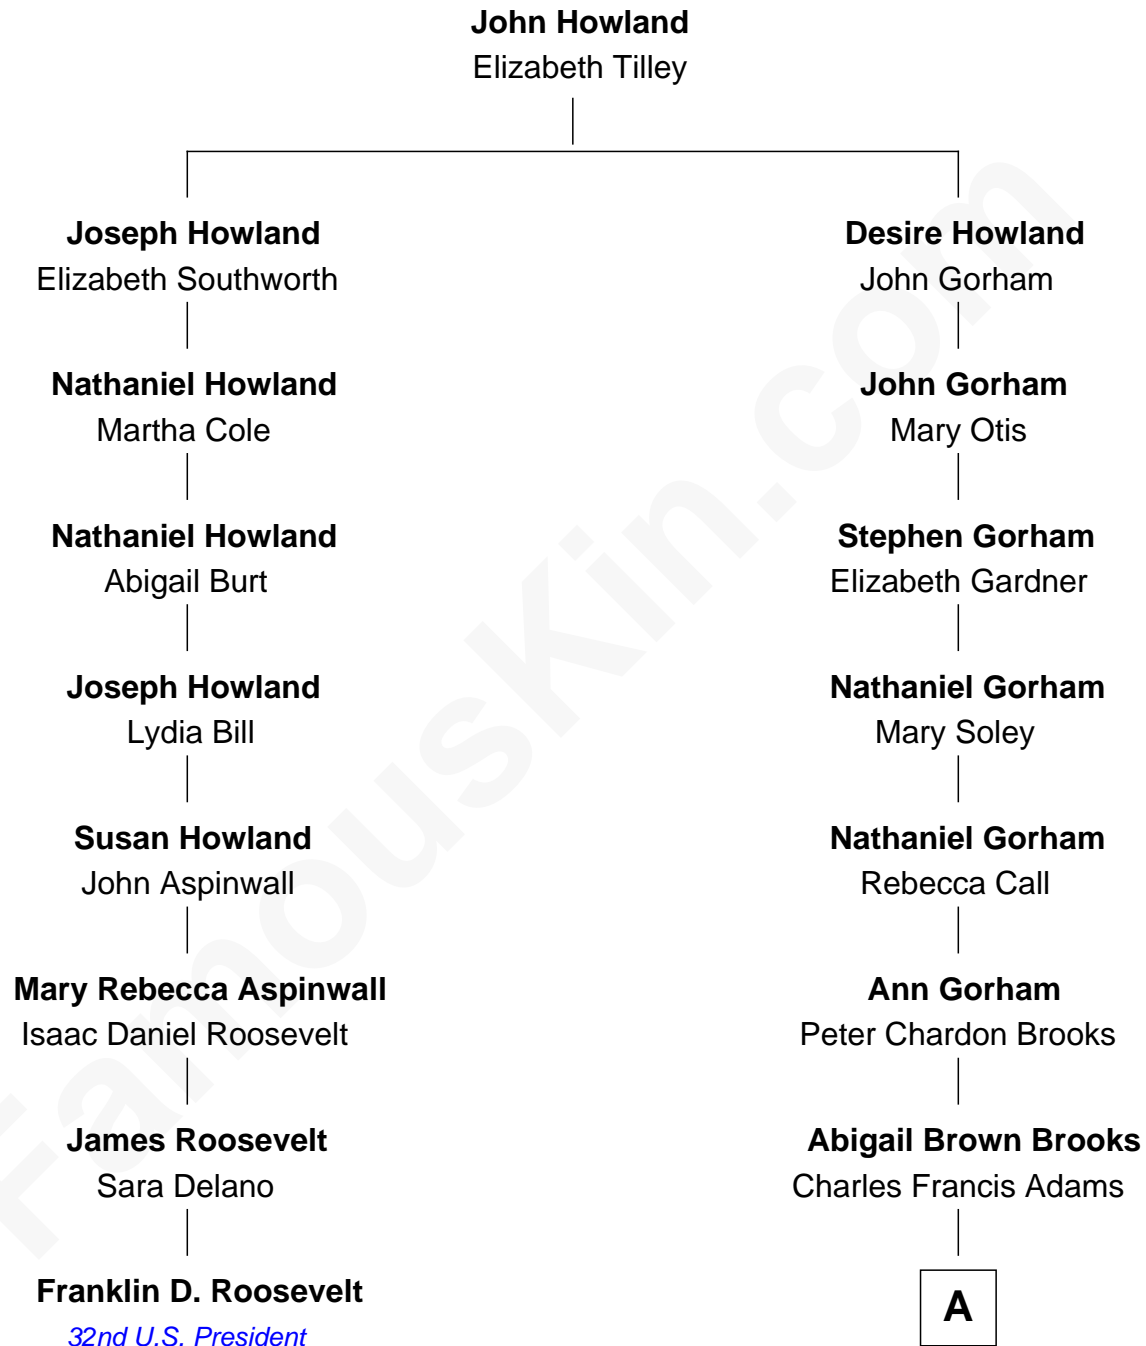 John Howland
Elizabeth Tilley
Joseph Howland
Elizabeth Southworth
Desire Howland
John Gorham
Nathaniel Howland
Martha Cole
John Gorham
Mary Otis
Nathaniel Howland
Abigail Burt
Stephen Gorham
Elizabeth Gardner
Joseph Howland
Lydia Bill
Nathaniel Gorham
Mary Soley
Susan Howland
John Aspinwall
Nathaniel Gorham
Rebecca Call
Mary Rebecca Aspinwall
Isaac Daniel Roosevelt
Ann Gorham
Peter Chardon Brooks
James Roosevelt
Sara Delano
Abigail Brown Brooks
Charles Francis Adams
Franklin D. Roosevelt
32nd U.S. President
A
FamousKin.com